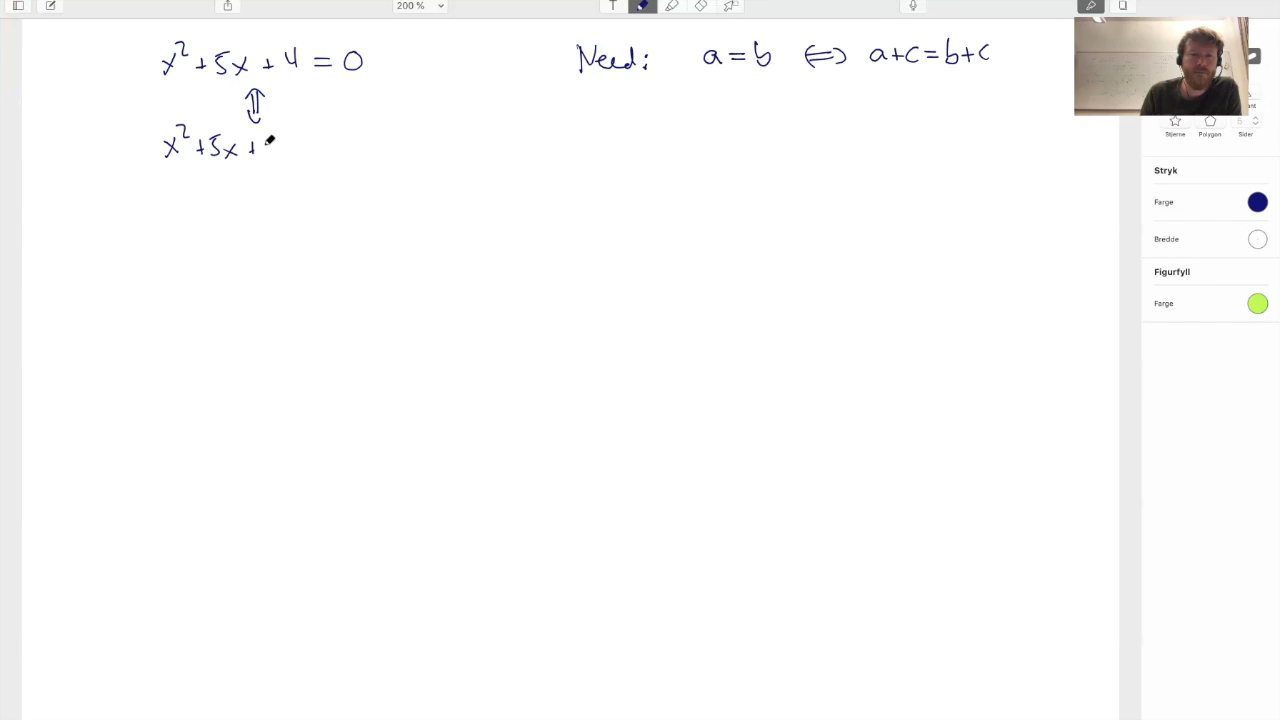 200 %
T
x² + 5x + 4 = 0
Need: a = b ⟺ a+c = b+c
⇕
x² + 5x +
Stjerne Polygon Sider
Stryk
Farge
Bredde
Figurfyll
Farge